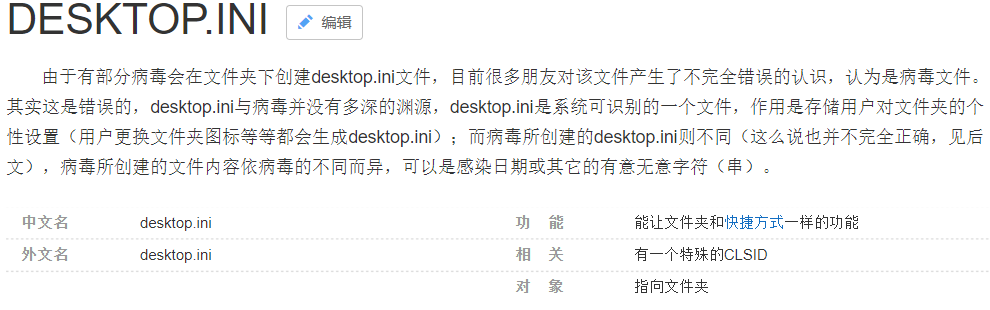 DESKTOP.INI 编辑
由于有部分病毒会在文件夹下创建desktop.ini文件，目前很多朋友对该文件产生了不完全错误的认识，认为是病毒文件。
其实这是错误的，desktop.ini与病毒并没有多深的渊源，desktop.ini是系统可识别的一个文件，作用是存储用户对文件夹的个
性设置（用户更换文件夹图标等等都会生成desktop.ini）；而病毒所创建的desktop.ini则不同（这么说也并不完全正确，见后
文），病毒所创建的文件内容依病毒的不同而异，可以是感染日期或其它的有意无意字符（串）。
中文名 desktop.ini 功 能 能让文件夹和快捷方式一样的功能
外文名 desktop.ini 相 关 有一个特殊的CLSID
对 象 指向文件夹